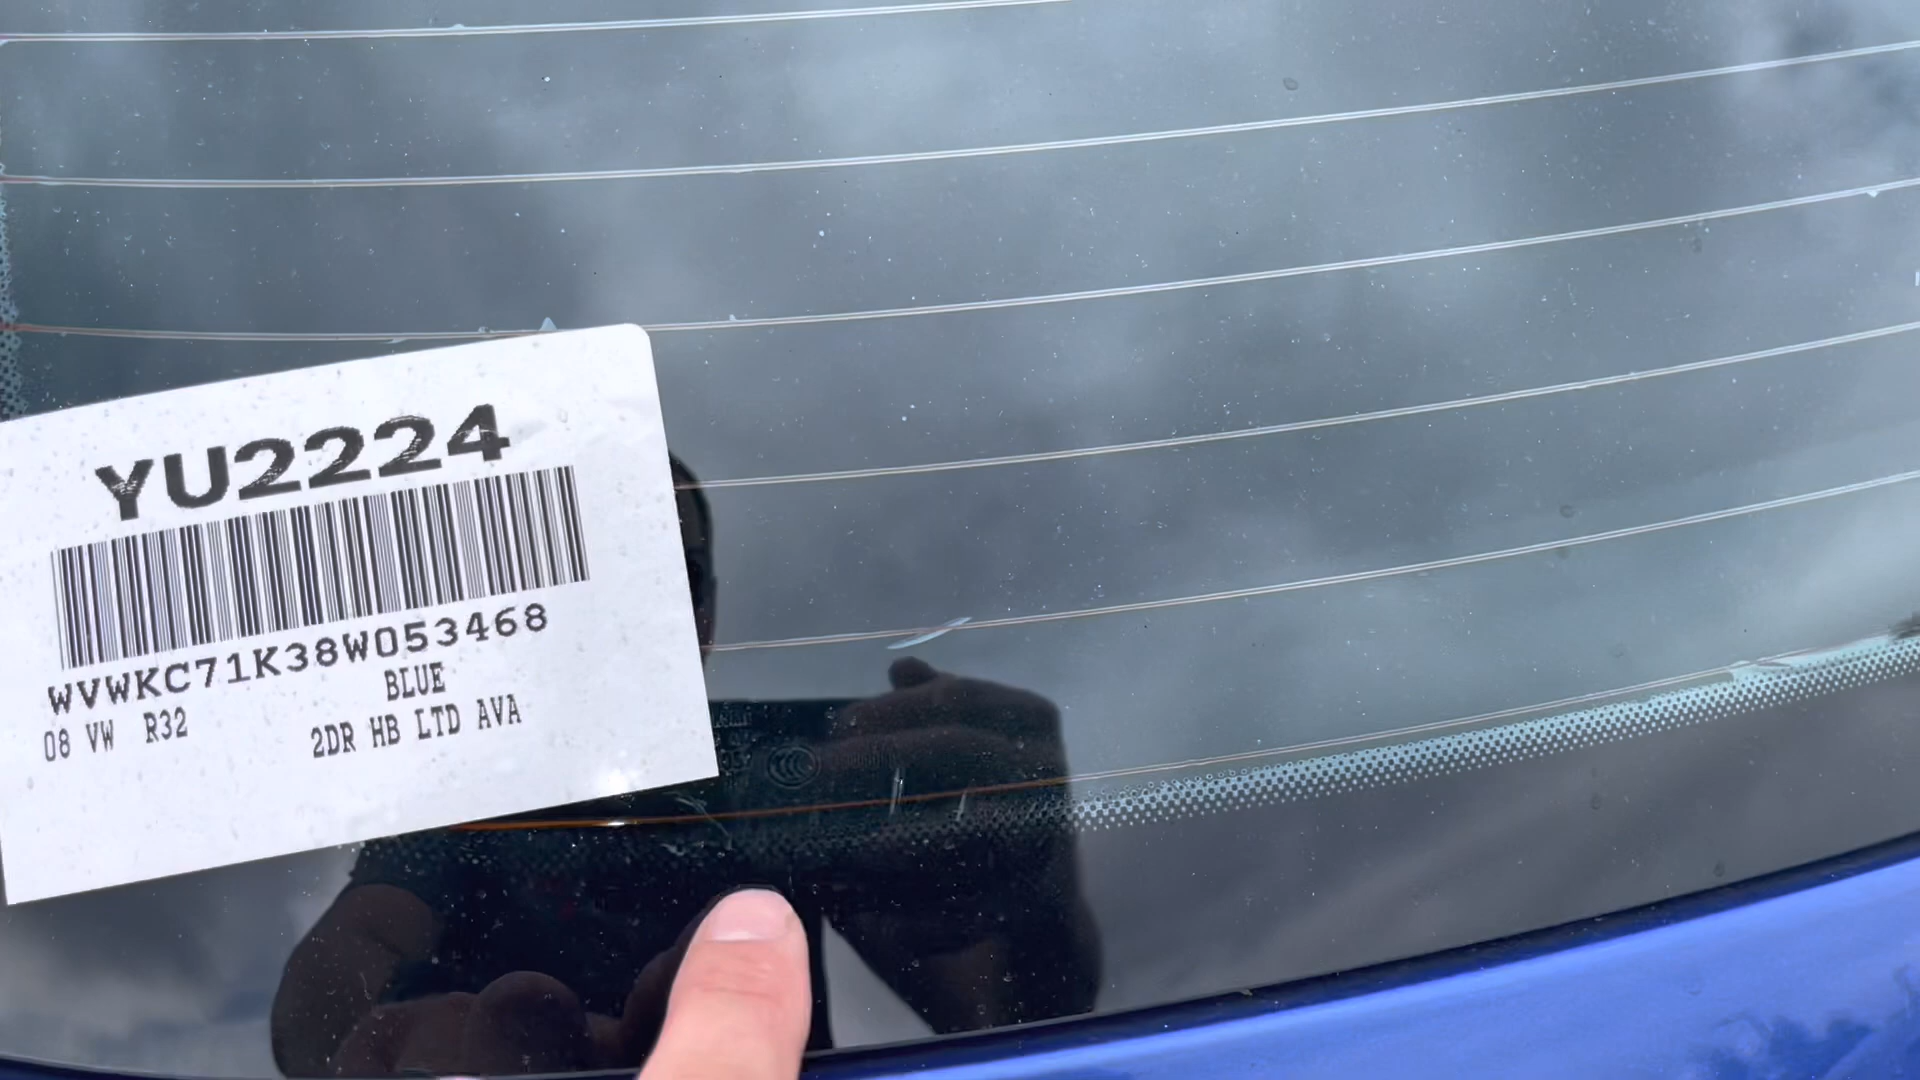 YU2224
WVWKC71K38W053468
BLUE
08 VW R32
2DR HB LTD AVA